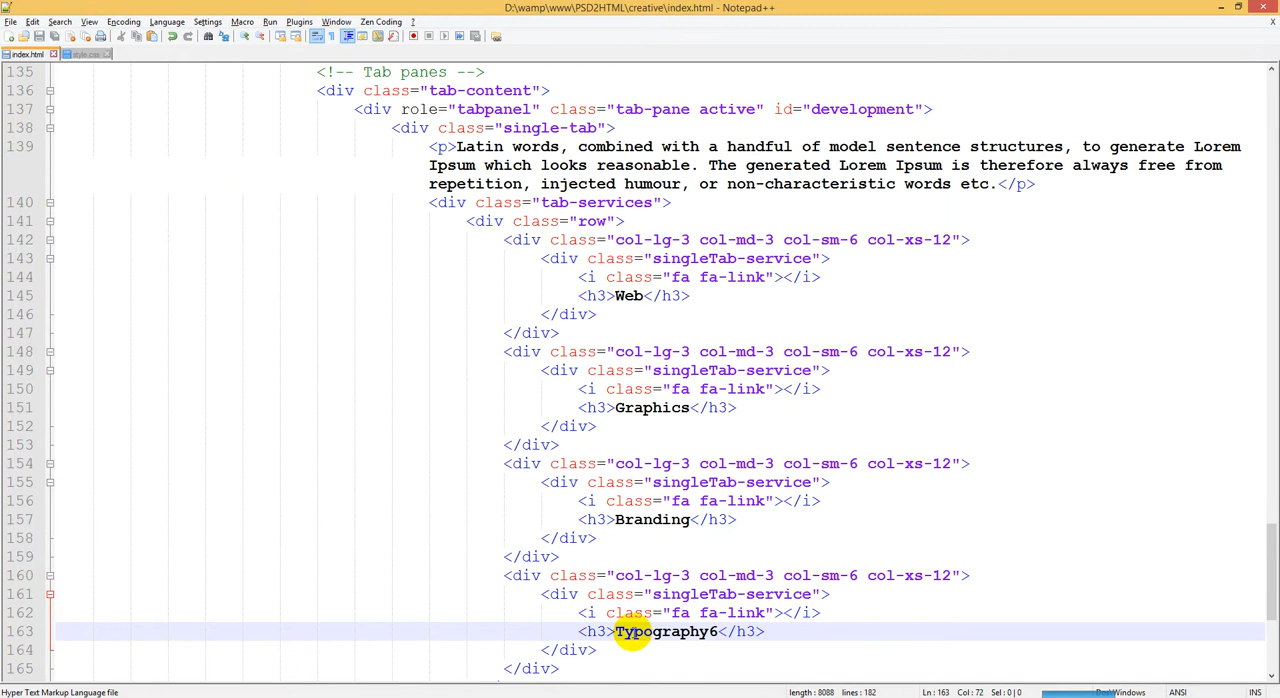 D:\wamp\www\PSD2HTML\creative\index.html - Notepad++
File Edit Search View Encoding Language Settings Macro Run Plugins Window Zen Coding ?
X
index.html style.css
135 <!-- Tab panes -->
136 <div class="tab-content">
137 <div role="tabpanel" class="tab-pane active" id="development">
138 <div class="single-tab">
139 <p>Latin words, combined with a handful of model sentence structures, to generate Lorem
Ipsum which looks reasonable. The generated Lorem Ipsum is therefore always free from
repetition, injected humour, or non-characteristic words etc.</p>
140 <div class="tab-services">
141 <div class="row">
142 <div class="col-lg-3 col-md-3 col-sm-6 col-xs-12">
143 <div class="singleTab-service">
144 <i class="fa fa-link"></i>
145 <h3>Web</h3>
146 </div>
147 </div>
148 <div class="col-lg-3 col-md-3 col-sm-6 col-xs-12">
149 <div class="singleTab-service">
150 <i class="fa fa-link"></i>
151 <h3>Graphics</h3>
152 </div>
153 </div>
154 <div class="col-lg-3 col-md-3 col-sm-6 col-xs-12">
155 <div class="singleTab-service">
156 <i class="fa fa-link"></i>
157 <h3>Branding</h3>
158 </div>
159 </div>
160 <div class="col-lg-3 col-md-3 col-sm-6 col-xs-12">
161 <div class="singleTab-service">
162 <i class="fa fa-link"></i>
163 <h3>Typography6</h3>
164 </div>
165 </div>
Hyper Text Markup Language file length : 8088 lines : 182 Ln : 163 Col : 72 Sel : 0 | 0 Dos\Windows ANSI INS